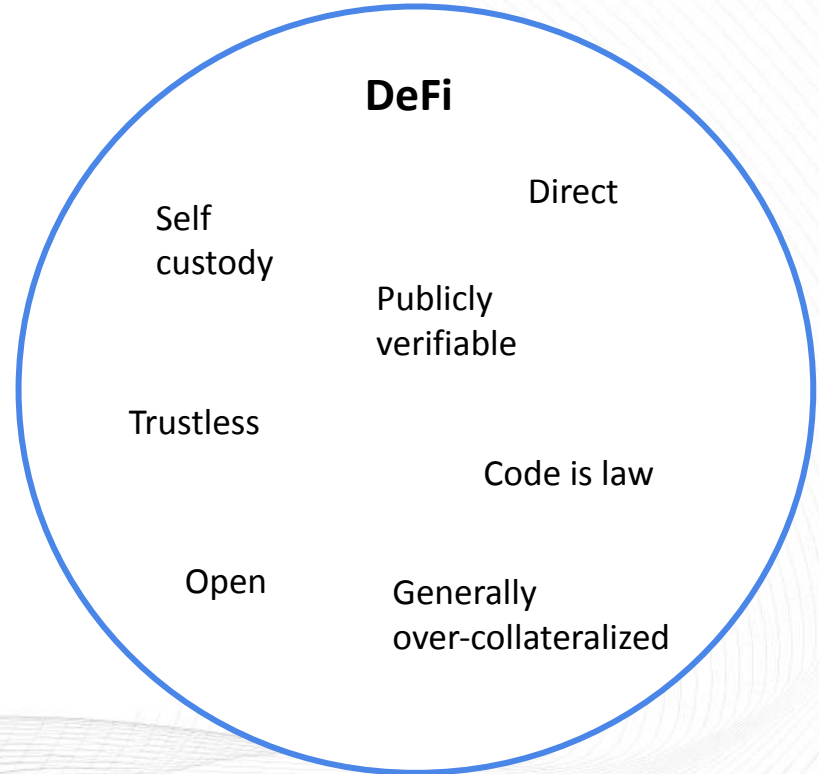 DeFi
Direct
Self
custody
Publicly
verifiable
Trustless
Code is law
Open
Generally
over-collateralized